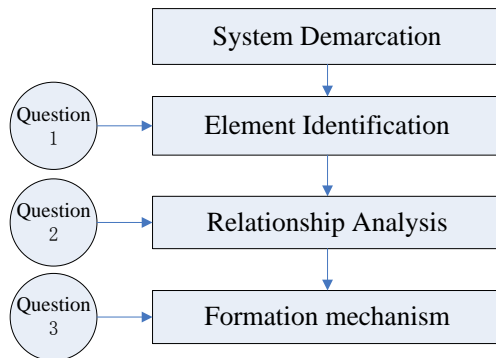 System Demarcation
Question
1
Element Identification
Question
2
Relationship Analysis
Question
3
Formation mechanism